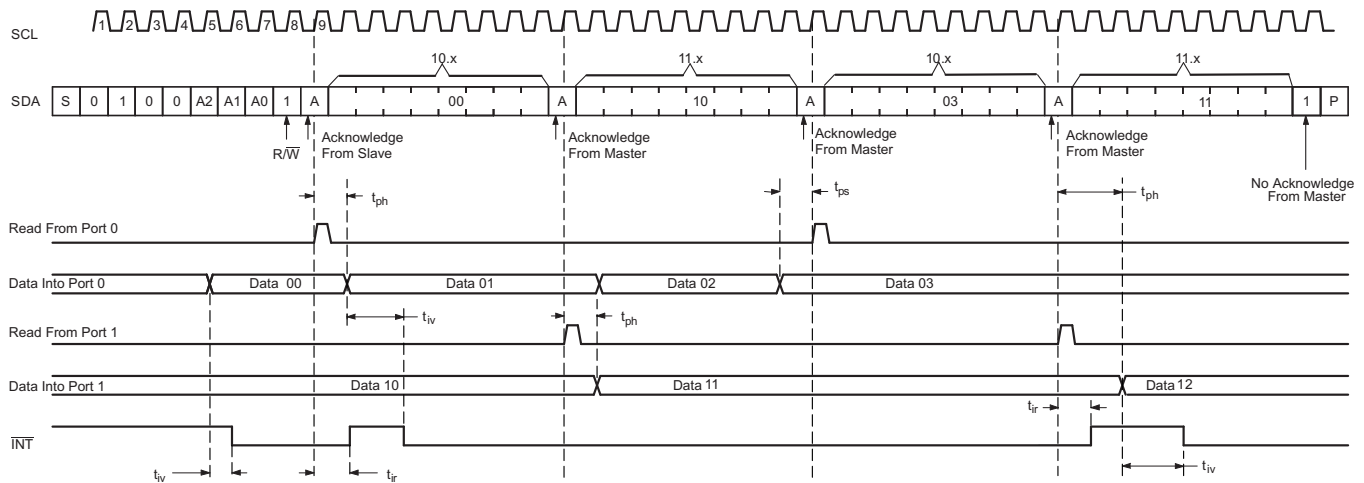 SCL 1 2 3 4 5 6 7 8 9
10.x 11.x 10.x 11.x
SDA S 0 1 0 0 A2 A1 A0 1 A 00 A 10 A 03 A 11 1 P
R/W̅
Acknowledge
From Slave
Acknowledge
From Master
Acknowledge
From Master
Acknowledge
From Master
No Acknowledge
From Master
tph tps tph
Read From Port 0
Data Into Port 0 Data 00 Data 01 Data 02 Data 03
tiv tph
Read From Port 1
Data Into Port 1 Data 10 Data 11 Data 12
tir
I̅N̅T̅
tiv tir tiv